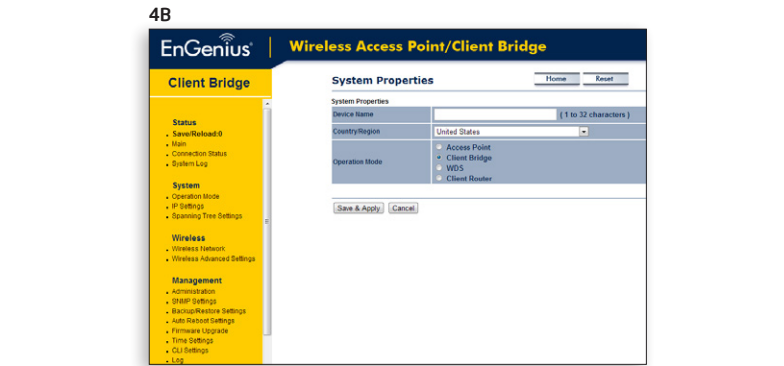 4B
EnGenius®
Wireless Access Point/Client Bridge
Client Bridge
Status
Save/Reload:0
Main
Connection Status
System Log
System
Operation Mode
IP Settings
Spanning Tree Settings
Wireless
Wireless Network
Wireless Advanced Settings
Management
Administration
SNMP Settings
Backup/Restore Settings
Auto Reboot Settings
Firmware Upgrade
Time Settings
CLI Settings
Log
System Properties
Home Reset
System Properties
Device Name ( 1 to 32 characters )
Country/Region United States
Operation Mode
Access Point
Client Bridge
WDS
Client Router
Save & Apply Cancel